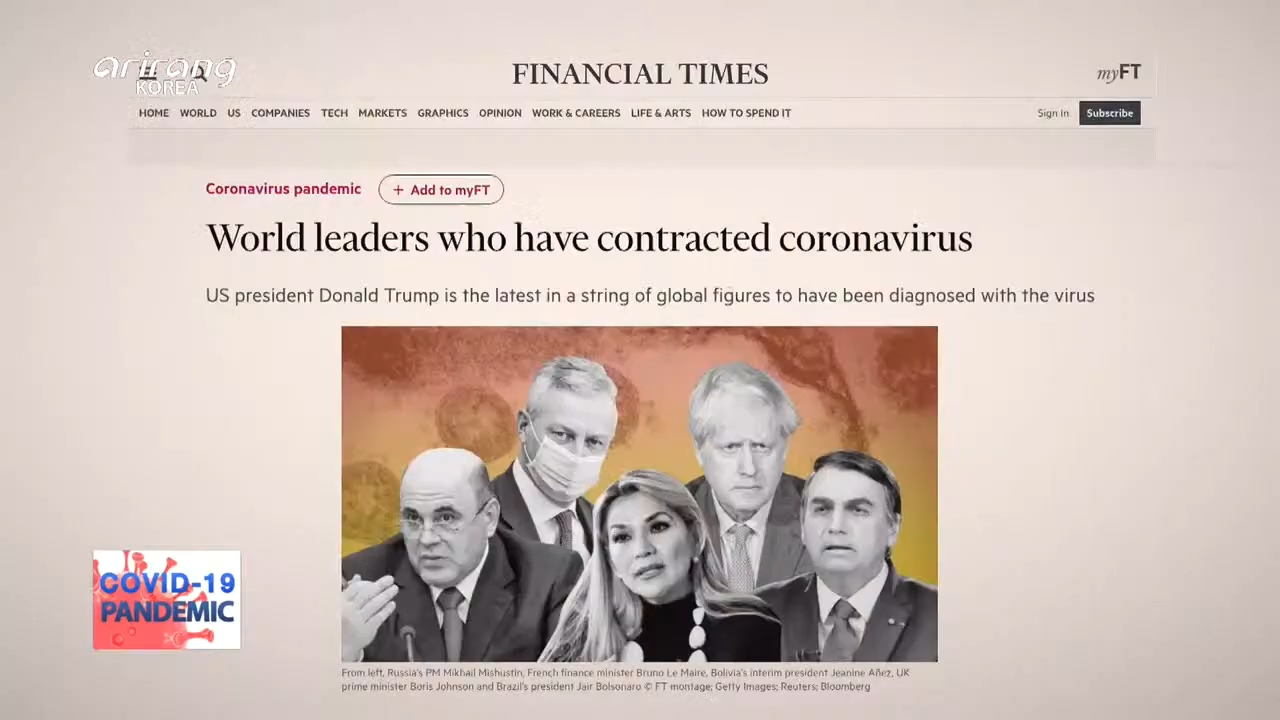 arirang
KOREA
FINANCIAL TIMES
myFT
HOME WORLD US COMPANIES TECH MARKETS GRAPHICS OPINION WORK & CAREERS LIFE & ARTS HOW TO SPEND IT
Sign In Subscribe
Coronavirus pandemic + Add to myFT
World leaders who have contracted coronavirus
US president Donald Trump is the latest in a string of global figures to have been diagnosed with the virus
COVID-19
PANDEMIC
From left, Russia's PM Mikhail Mishustin, French finance minister Bruno Le Maire, Bolivia's interim president Jeanine Áñez, UK
prime minister Boris Johnson and Brazil's president Jair Bolsonaro © FT montage; Getty Images; Reuters; Bloomberg